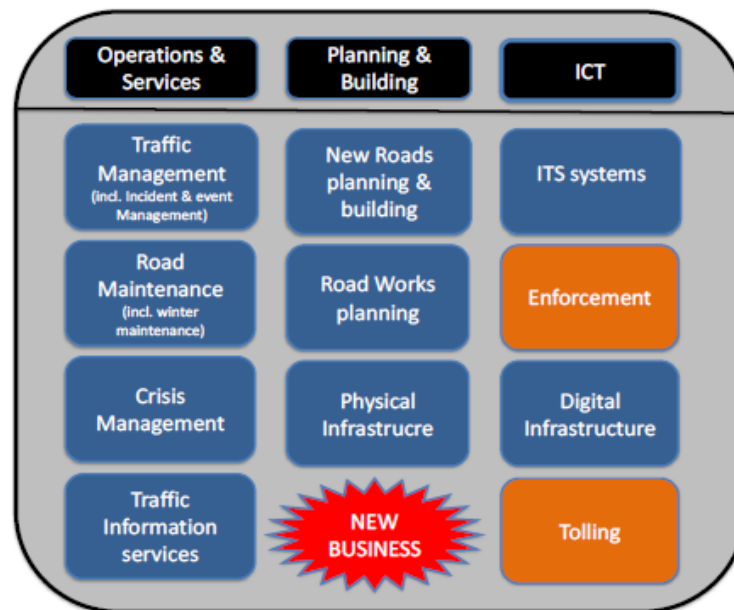 Operations &
Services
Planning &
Building
ICT
Traffic
Management
(incl. Incident & event
Management)
New Roads
planning &
building
ITS systems
Road
Maintenance
(incl. winter
maintenance)
Road Works
planning
Enforcement
Crisis
Management
Physical
Infrastrucre
Digital
Infrastructure
Traffic
Information
services
NEW
BUSINESS
Tolling